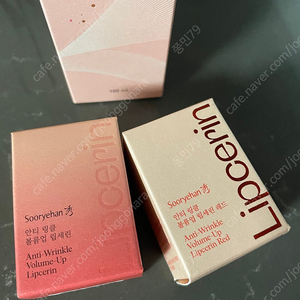 cerin
Sooryehan 秀
안티 링클
볼륨업 립세린
Anti-Wrinkle
Volume-Up
Lipcerin
Lipcerin
Sooryehan 秀
안티 링클
볼륨업 립세린 레드
Anti-Wrinkle
Volume-Up
Lipcerin Red